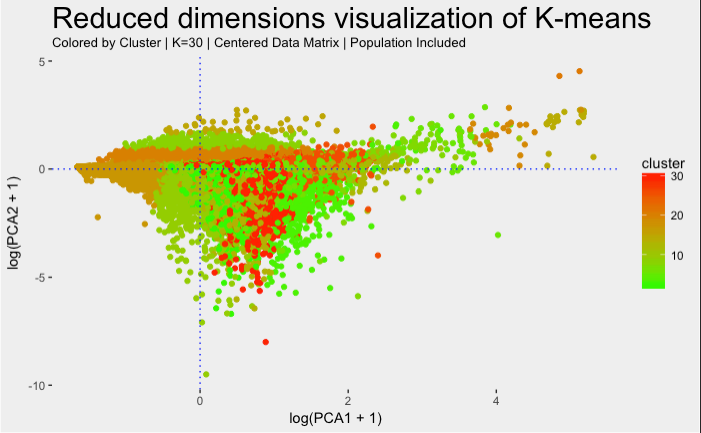 Reduced dimensions visualization of K-means
Colored by Cluster | K=30 | Centered Data Matrix | Population Included
5
0
-5
-10
log(PCA2 + 1)
0
2
4
log(PCA1 + 1)
cluster
30
20
10